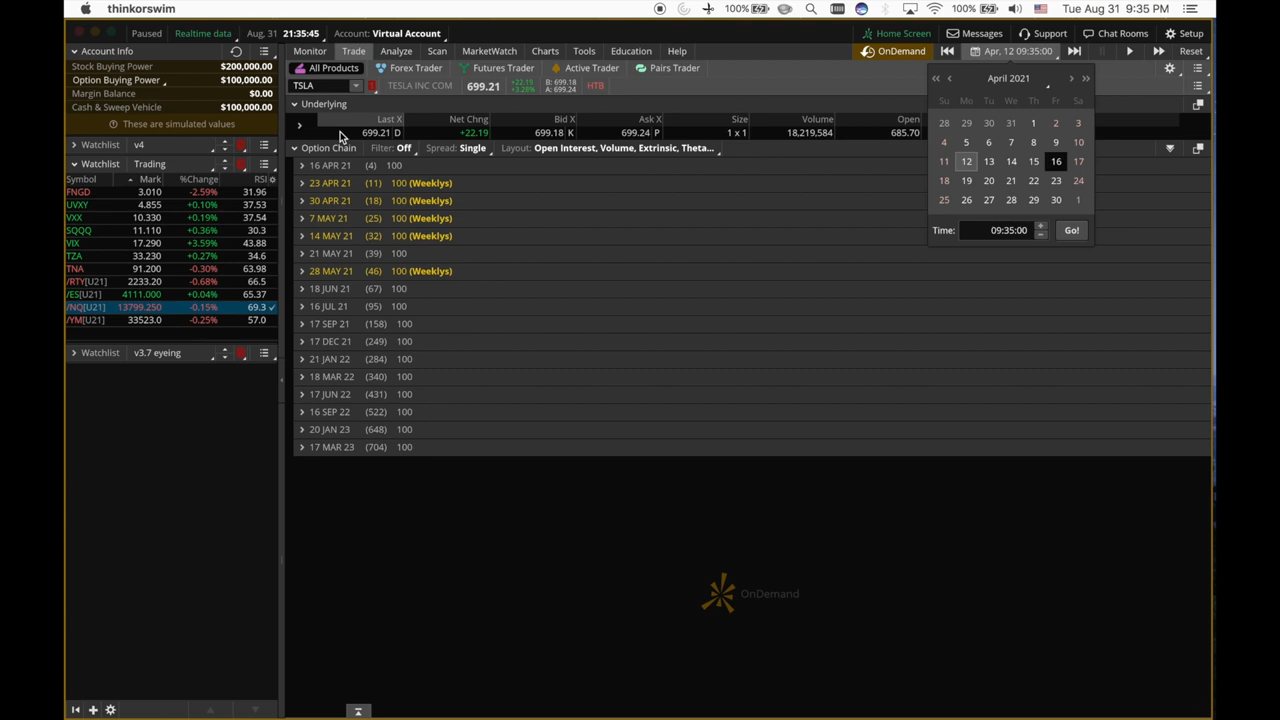 thinkorswim 100% 100% Tue Aug 31 9:35 PM
Paused Realtime data Aug, 31 21:35:45 Account: Virtual Account Home Screen Messages Support Chat Rooms Setup
Account Info Monitor Trade Analyze Scan MarketWatch Charts Tools Education Help OnDemand Apr, 12 09:35:00 Reset
Stock Buying Power $200,000.00
Option Buying Power $100,000.00
Margin Balance $0.00
Cash & Sweep Vehicle $100,000.00
These are simulated values
All Products Forex Trader Futures Trader Active Trader Pairs Trader
TSLA TESLA INC COM 699.21 +22.19 +3.28% B: 699.18 A: 699.24 HTB
Underlying
Last X Net Chng Bid X Ask X Size Volume Open
699.21 D +22.19 699.18 K 699.24 P 1 x 1 18,219,584 685.70
Option Chain Filter: Off Spread: Single Layout: Open Interest, Volume, Extrinsic, Theta...
16 APR 21 (4) 100
23 APR 21 (11) 100 (Weeklys)
30 APR 21 (18) 100 (Weeklys)
7 MAY 21 (25) 100 (Weeklys)
14 MAY 21 (32) 100 (Weeklys)
21 MAY 21 (39) 100
28 MAY 21 (46) 100 (Weeklys)
18 JUN 21 (67) 100
16 JUL 21 (95) 100
17 SEP 21 (158) 100
17 DEC 21 (249) 100
21 JAN 22 (284) 100
18 MAR 22 (340) 100
17 JUN 22 (431) 100
16 SEP 22 (522) 100
20 JAN 23 (648) 100
17 MAR 23 (704) 100
April 2021
Su Mo Tu We Th Fr Sa
28 29 30 31 1 2 3
4 5 6 7 8 9 10
11 12 13 14 15 16 17
18 19 20 21 22 23 24
25 26 27 28 29 30 1
Time: 09:35:00 Go!
Watchlist v4
Watchlist Trading
Symbol Mark %Change RSI
FNGD 3.010 -2.59% 31.96
UVXY 4.855 +0.10% 37.53
VXX 10.330 +0.19% 37.54
SQQQ 11.110 +0.36% 30.3
VIX 17.290 +3.59% 43.88
TZA 33.230 +0.27% 34.6
TNA 91.200 -0.30% 63.98
/RTY[U21] 2233.20 -0.68% 66.5
/ES[U21] 4111.000 +0.04% 65.37
/NQ[U21] 13799.250 -0.15% 69.3
/YM[U21] 33523.0 -0.25% 57.0
Watchlist v3.7 eyeing
OnDemand